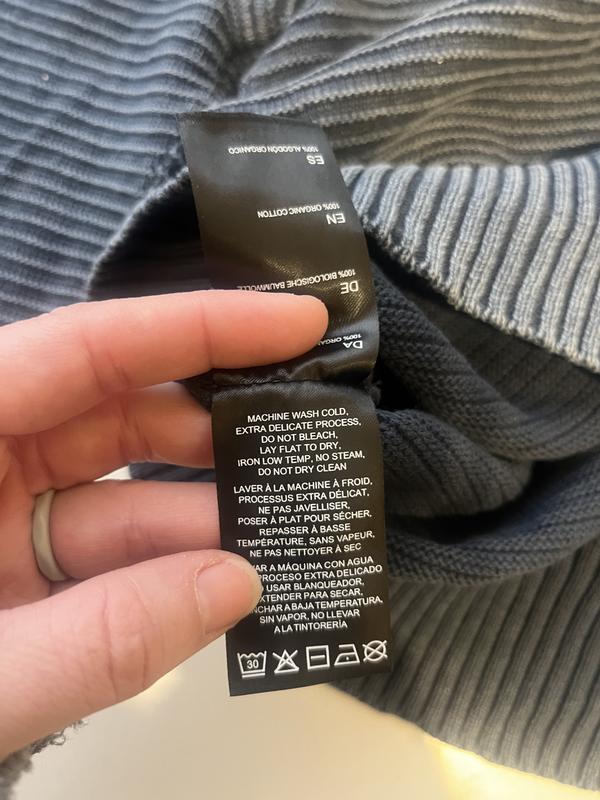 DA
100%
DE
100% BIOLOGISCHE BAUMWOLLE
EN
100% ORGANIC COTTON
ES
100% ALGODÓN ORGANICO
MACHINE WASH COLD,
EXTRA DELICATE PROCESS,
DO NOT BLEACH,
LAY FLAT TO DRY,
IRON LOW TEMP, NO STEAM,
DO NOT DRY CLEAN
LAVER À LA MACHINE À FROID,
PROCESSUS EXTRA DÉLICAT,
NE PAS JAVELLISER,
POSER À PLAT POUR SÉCHER,
REPASSER À BASSE
TEMPÉRATURE, SANS VAPEUR,
NE PAS NETTOYER À SEC
A MÁQUINA CON AGUA
PROCESO EXTRA DELICADO
USAR BLANQUEADOR,
EXTENDER PARA SECAR,
A BAJA TEMPERATURA,
SIN VAPOR, NO LLEVAR
A LA TINTORERÍA
30